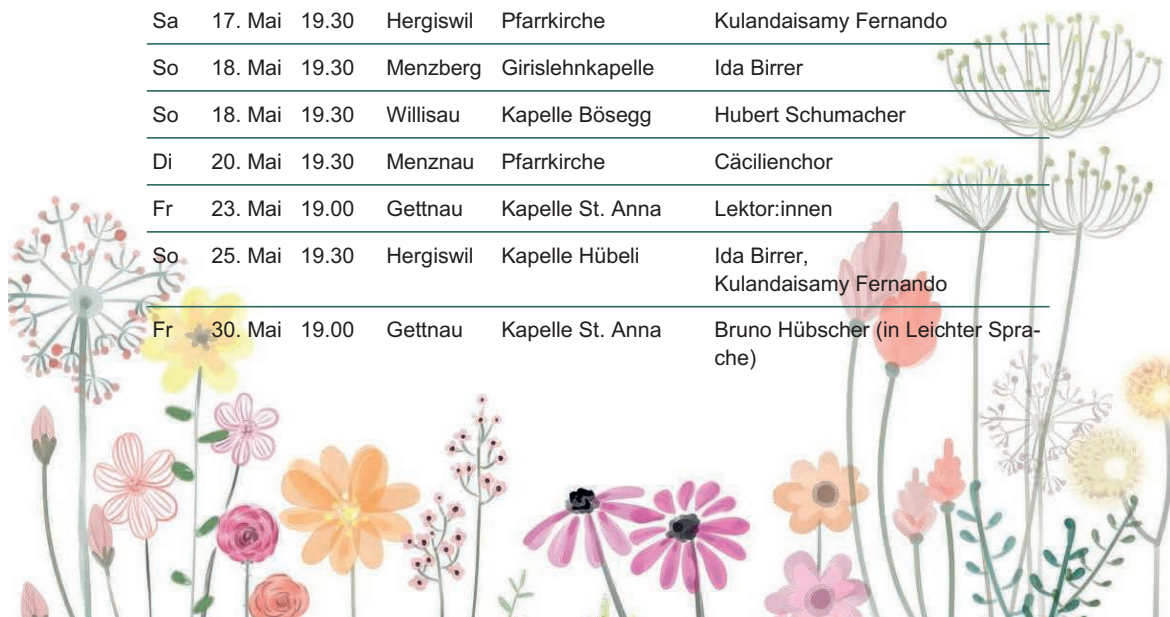 Sa 17. Mai 19.30 Hergiswil Pfarrkirche Kulandaisamy Fernando
So 18. Mai 19.30 Menzberg Girislehnkapelle Ida Birrer
So 18. Mai 19.30 Willisau Kapelle Bösegg Hubert Schumacher
Di 20. Mai 19.30 Menznau Pfarrkirche Cäcilienchor
Fr 23. Mai 19.00 Gettnau Kapelle St. Anna Lektor:innen
So 25. Mai 19.30 Hergiswil Kapelle Hübeli Ida Birrer,
Kulandaisamy Fernando
Fr 30. Mai 19.00 Gettnau Kapelle St. Anna Bruno Hübscher (in Leichter Spra-
che)